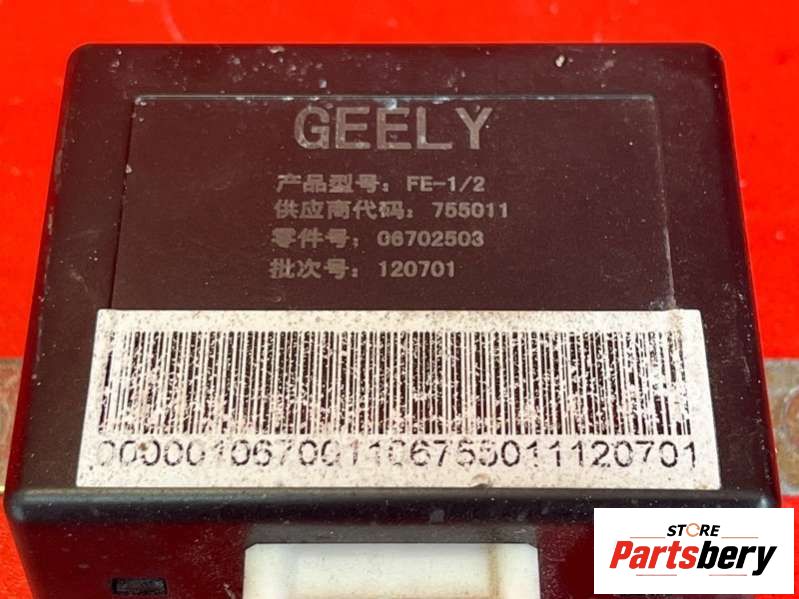 GEELY
产品型号: FE-1/2
供应商代码: 755011
零件号: 06702503
批次号: 120701
000001067001106755011120701
STORE
Partsbery